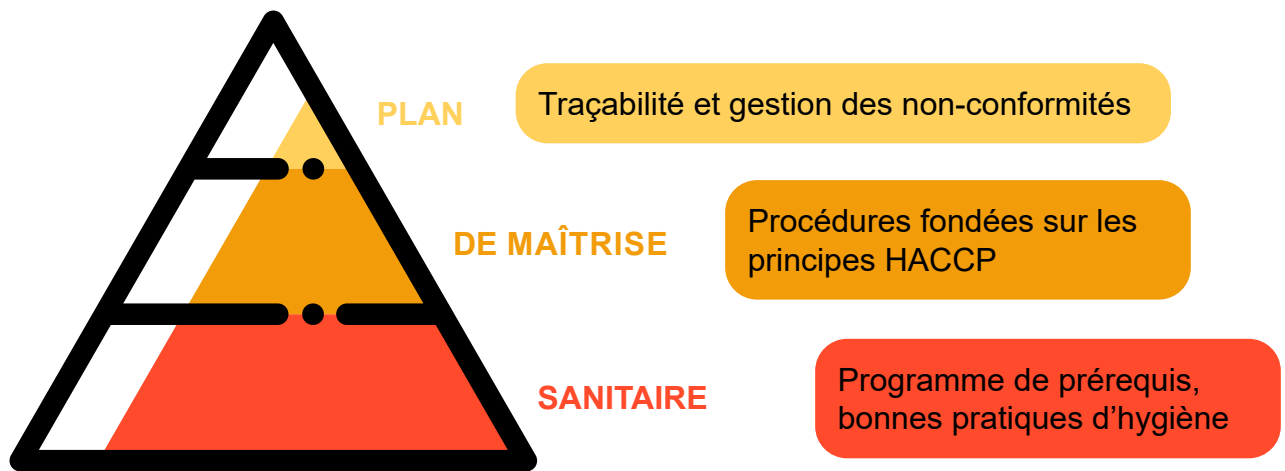 PLAN
Traçabilité et gestion des non-conformités
DE MAÎTRISE
Procédures fondées sur les
principes HACCP
SANITAIRE
Programme de prérequis,
bonnes pratiques d’hygiène